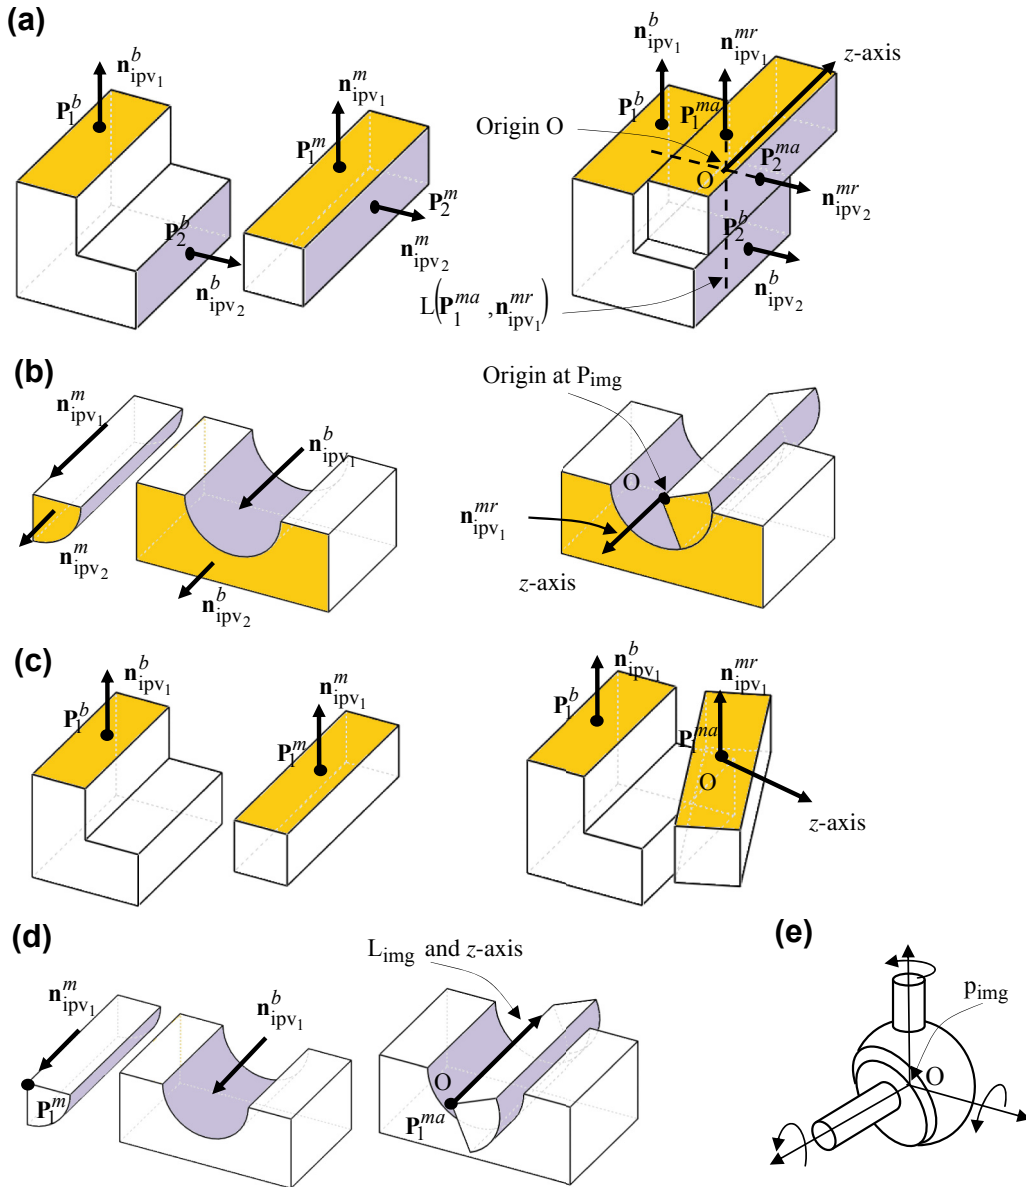 (a)
n^b_ipv1
P^b_1
P^b_2
n^b_ipv2
n^m_ipv1
P^m_1
P^m_2
n^m_ipv2
n^b_ipv1
n^mr_ipv1
z-axis
P^b_1
P^ma_1
Origin O
O
P^ma_2
n^mr_ipv2
P^b_2
n^b_ipv2
L(P^ma_1 , n^mr_ipv1)
(b)
n^m_ipv1
n^m_ipv2
n^b_ipv1
n^b_ipv2
Origin at P_img
O
n^mr_ipv1
z-axis
(c)
n^b_ipv1
P^b_1
n^m_ipv1
P^m_1
n^b_ipv1
P^b_1
n^mr_ipv1
P^ma_1
O
z-axis
(d)
n^m_ipv1
P^m_1
n^b_ipv1
L_img and z-axis
O
P^ma_1
(e)
p_img
O